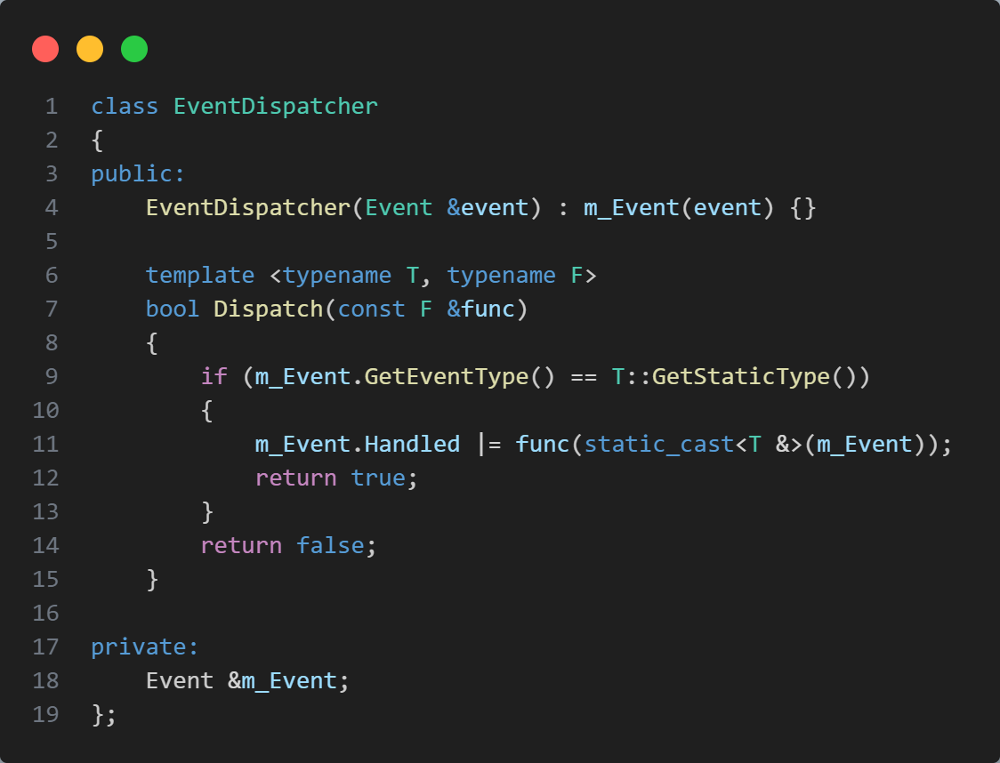 1 class EventDispatcher
2 {
3 public:
4     EventDispatcher(Event &event) : m_Event(event) {}
5
6     template <typename T, typename F>
7     bool Dispatch(const F &func)
8     {
9         if (m_Event.GetEventType() == T::GetStaticType())
10         {
11             m_Event.Handled |= func(static_cast<T &>(m_Event));
12             return true;
13         }
14         return false;
15     }
16
17 private:
18     Event &m_Event;
19 };